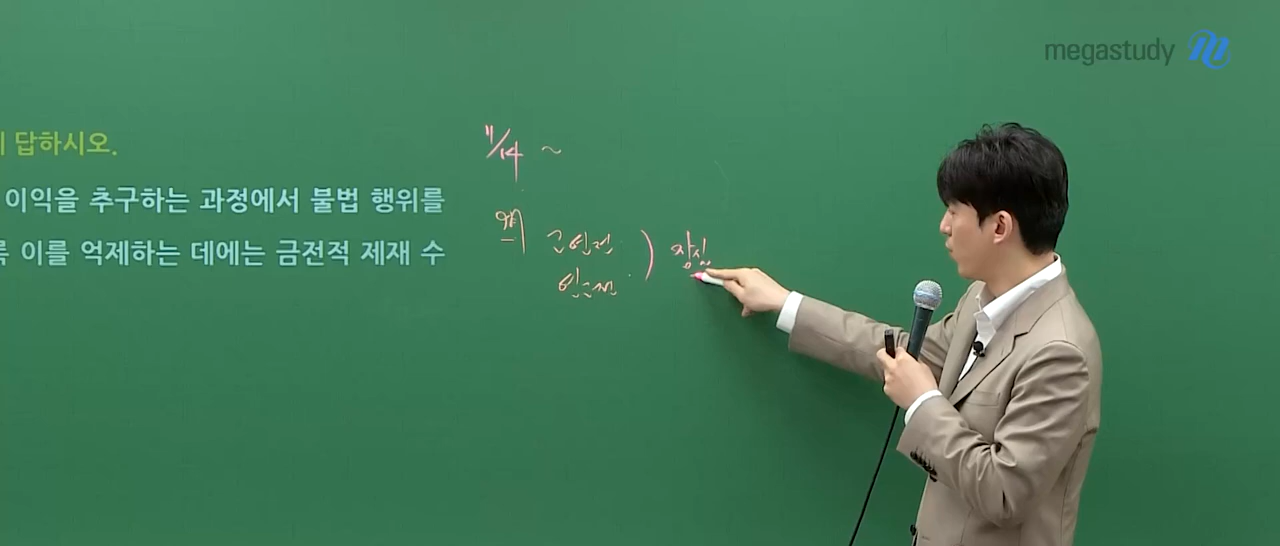 megastudy
에 답하시오.
이익을 추구하는 과정에서 불법 행위를
록 이를 억제하는 데에는 금전적 제재 수
11/14 ~